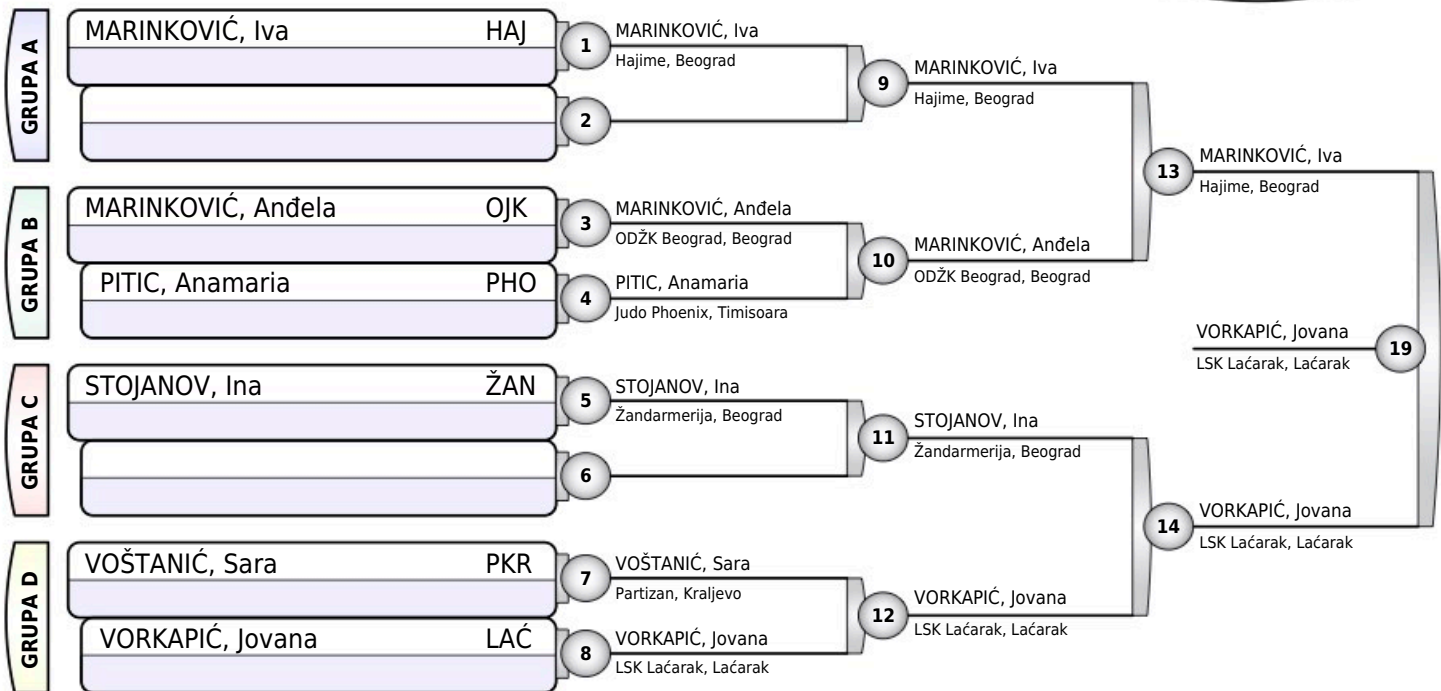 GRUPA A
MARINKOVIĆ, Iva HAJ
1
MARINKOVIĆ, Iva
Hajime, Beograd
2
9
MARINKOVIĆ, Iva
Hajime, Beograd
GRUPA B
MARINKOVIĆ, Anđela OJK
3
MARINKOVIĆ, Anđela
ODŽK Beograd, Beograd
PITIC, Anamaria PHO
4
PITIC, Anamaria
Judo Phoenix, Timisoara
10
MARINKOVIĆ, Anđela
ODŽK Beograd, Beograd
13
MARINKOVIĆ, Iva
Hajime, Beograd
GRUPA C
STOJANOV, Ina ŽAN
5
STOJANOV, Ina
Žandarmerija, Beograd
6
11
STOJANOV, Ina
Žandarmerija, Beograd
GRUPA D
VOŠTANIĆ, Sara PKR
7
VOŠTANIĆ, Sara
Partizan, Kraljevo
VORKAPIĆ, Jovana LAĆ
8
VORKAPIĆ, Jovana
LSK Laćarak, Laćarak
12
VORKAPIĆ, Jovana
LSK Laćarak, Laćarak
14
VORKAPIĆ, Jovana
LSK Laćarak, Laćarak
VORKAPIĆ, Jovana
LSK Laćarak, Laćarak
19